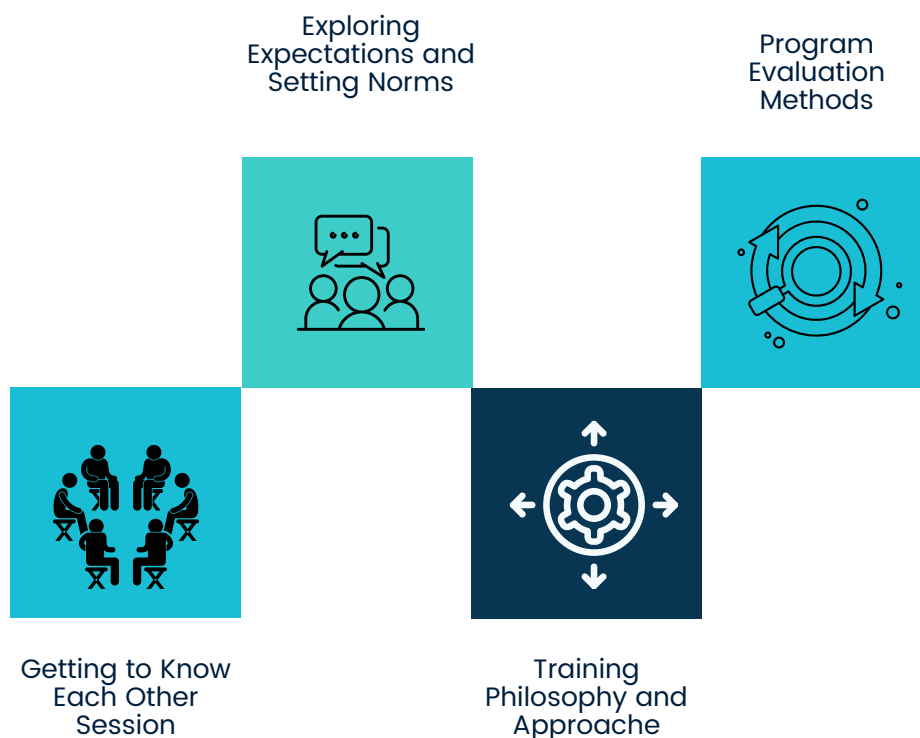 Exploring
Expectations and
Setting Norms
Program
Evaluation
Methods
Getting to Know
Each Other
Session
Training
Philosophy and
Approache